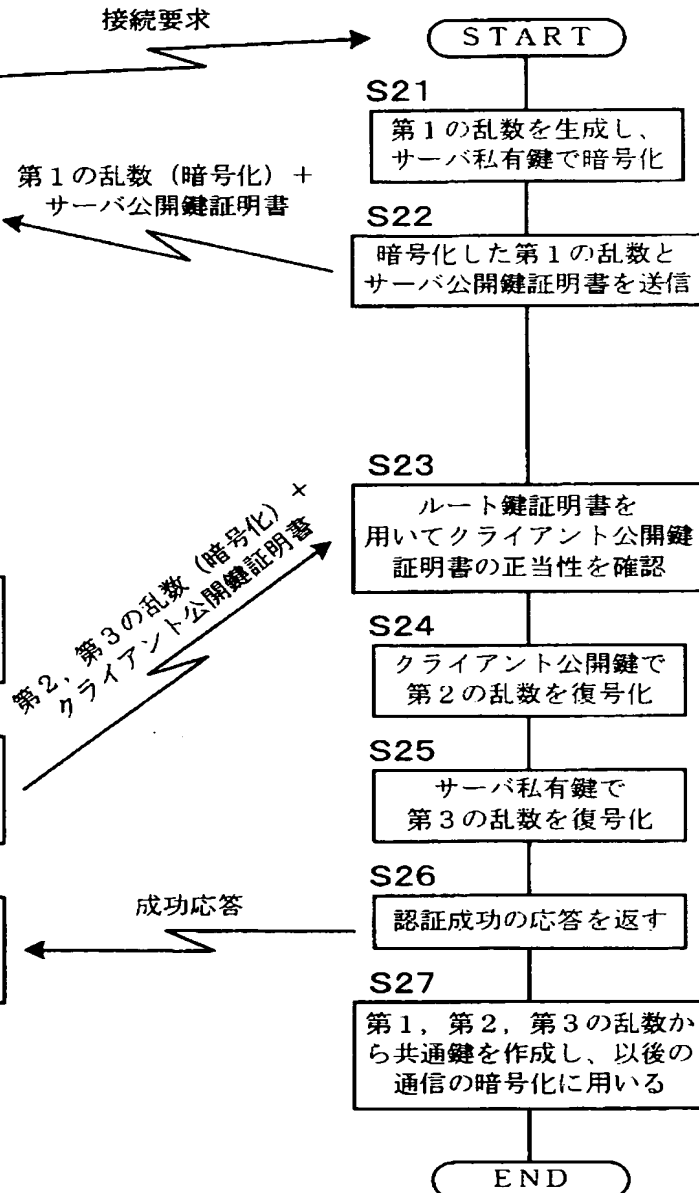 接続要求
START
S21
第1の乱数を生成し、
サーバ私有鍵で暗号化
第1の乱数（暗号化）＋
サーバ公開鍵証明書
S22
暗号化した第1の乱数と
サーバ公開鍵証明書を送信
S23
ルート鍵証明書を
用いてクライアント公開鍵
証明書の正当性を確認
第2，第3の乱数（暗号化）＋
クライアント公開鍵証明書
S24
クライアント公開鍵で
第2の乱数を復号化
S25
サーバ私有鍵で
第3の乱数を復号化
成功応答
S26
認証成功の応答を返す
S27
第1，第2，第3の乱数か
ら共通鍵を作成し、以後の
通信の暗号化に用いる
END